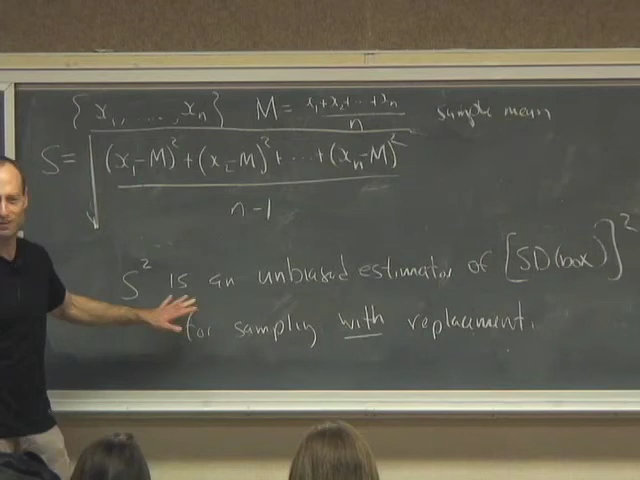 {x₁, ...., xₙ} M = x₁+x₂+...+xₙ / n sample mean
S = √ (x₁-M)² + (x₂-M)² + ... + (xₙ-M)² / n-1
S² is an unbiased estimator of [SD(box)]²
for sampling with replacement.